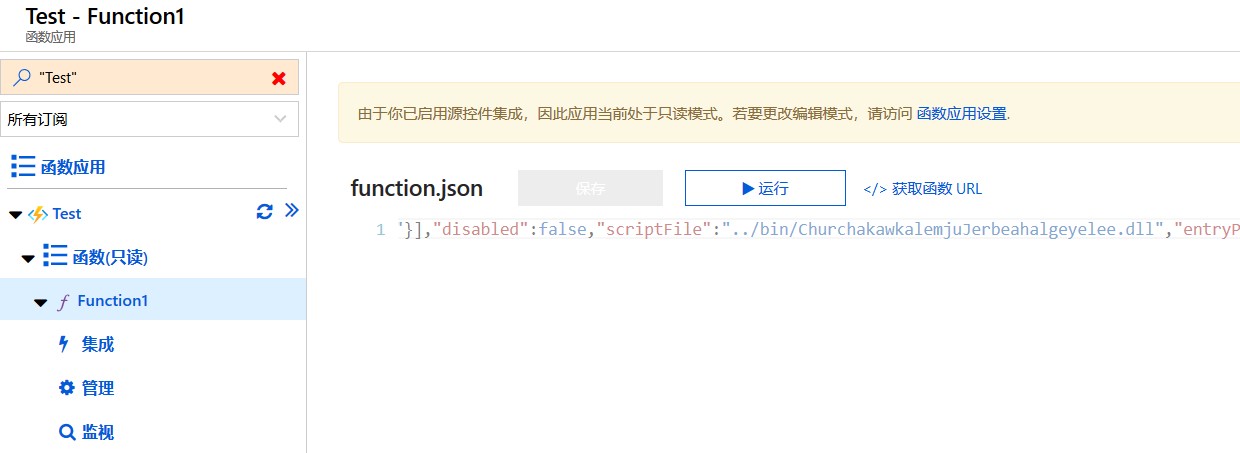 Test - Function1
函数应用
"Test"
所有订阅
函数应用
Test
函数(只读)
Function1
集成
管理
监视
由于你已启用源控件集成，因此应用当前处于只读模式。若要更改编辑模式，请访问 函数应用设置.
function.json
保存
运行
</> 获取函数 URL
1 '}],"disabled":false,"scriptFile":"../bin/ChurchakawkalemjuJerbeahalgeyelee.dll","entryP